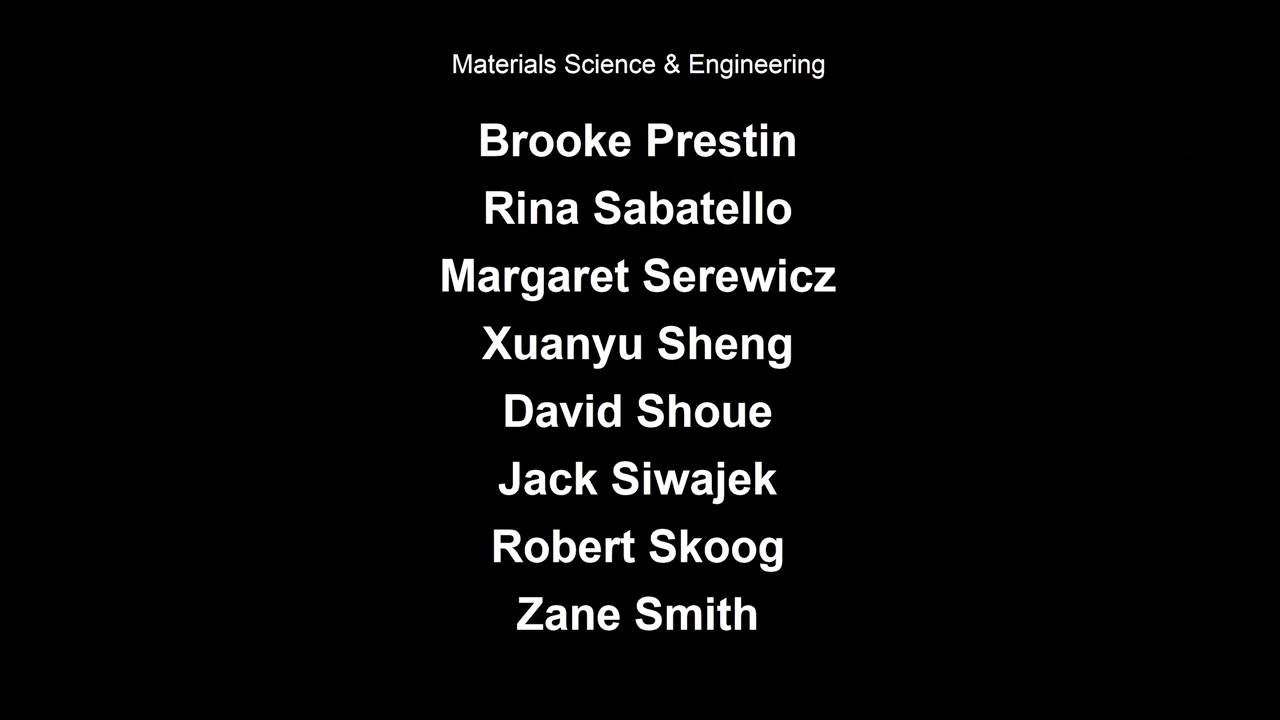 Materials Science & Engineering
Brooke Prestin
Rina Sabatello
Margaret Serewicz
Xuanyu Sheng
David Shoue
Jack Siwajek
Robert Skoog
Zane Smith